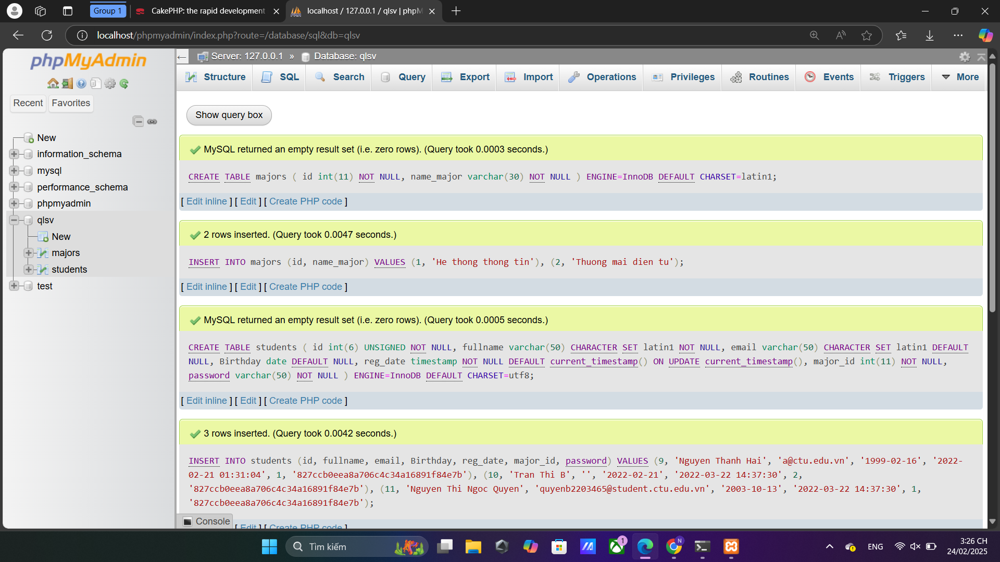 Group 1
CakePHP: the rapid development
localhost / 127.0.0.1 / qlsv | phpM
localhost/phpmyadmin/index.php?route=/database/sql&db=qlsv
phpMyAdmin
Recent
Favorites
New
information_schema
mysql
performance_schema
phpmyadmin
qlsv
New
majors
students
test
Server: 127.0.0.1 » Database: qlsv
Structure SQL Search Query Export Import Operations Privileges Routines Events Triggers More
Show query box
MySQL returned an empty result set (i.e. zero rows). (Query took 0.0003 seconds.)
CREATE TABLE majors ( id int(11) NOT NULL, name_major varchar(30) NOT NULL ) ENGINE=InnoDB DEFAULT CHARSET=latin1;
[ Edit inline ] [ Edit ] [ Create PHP code ]
2 rows inserted. (Query took 0.0047 seconds.)
INSERT INTO majors (id, name_major) VALUES (1, 'He thong thong tin'), (2, 'Thuong mai dien tu');
[ Edit inline ] [ Edit ] [ Create PHP code ]
MySQL returned an empty result set (i.e. zero rows). (Query took 0.0005 seconds.)
CREATE TABLE students ( id int(6) UNSIGNED NOT NULL, fullname varchar(50) CHARACTER SET latin1 NOT NULL, email varchar(50) CHARACTER SET latin1 DEFAULT
NULL, Birthday date DEFAULT NULL, reg_date timestamp NOT NULL DEFAULT current_timestamp() ON UPDATE current_timestamp(), major_id int(11) NOT NULL,
password varchar(50) NOT NULL ) ENGINE=InnoDB DEFAULT CHARSET=utf8;
[ Edit inline ] [ Edit ] [ Create PHP code ]
3 rows inserted. (Query took 0.0042 seconds.)
INSERT INTO students (id, fullname, email, Birthday, reg_date, major_id, password) VALUES (9, 'Nguyen Thanh Hai', 'a@ctu.edu.vn', '1999-02-16', '2022-
02-21 01:31:04', 1, '827ccb0eea8a706c4c34a16891f84e7b'), (10, 'Tran Thi B', '', '2022-02-21', '2022-03-22 14:37:30', 2,
'827ccb0eea8a706c4c34a16891f84e7b'), (11, 'Nguyen Thi Ngoc Quyen', 'quyenb2203465@student.ctu.edu.vn', '2003-10-13', '2022-03-22 14:37:30', 1,
'827ccb0eea8a706c4c34a16891f84e7b');
Console
[ Edit ] [ Create PHP code ]
Tìm kiếm
1
N
ENG
3:26 CH
24/02/2025